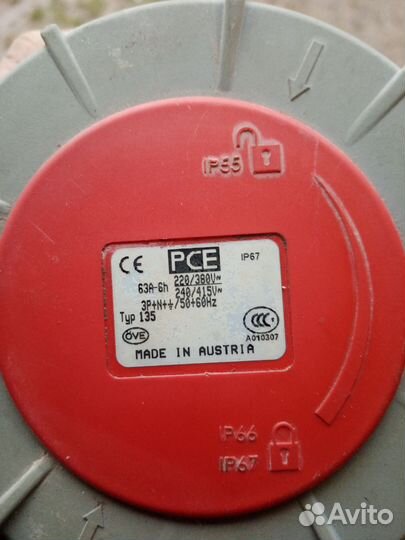 IP55
CE PCE IP67
63A-6h 220/380V~
240/415V~
3P+N+⏚/50+60Hz
Typ 135
CCC
ÖVE A010307
MADE IN AUSTRIA
IP66
IP67
Avito